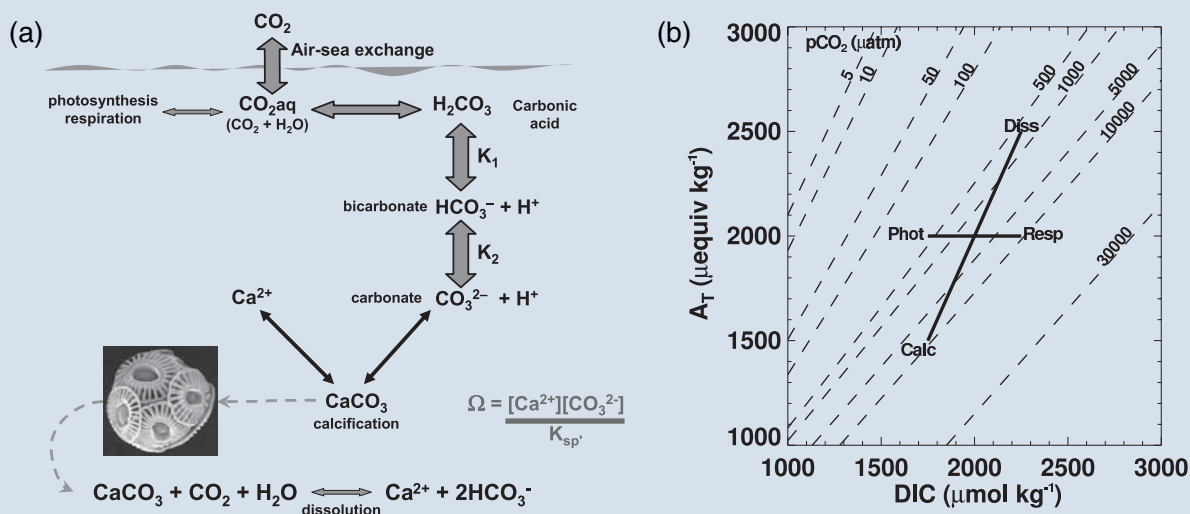 (a)
CO₂
Air-sea exchange
photosynthesis
respiration
CO₂aq
(CO₂ + H₂O)
H₂CO₃
Carbonic
acid
K₁
bicarbonate HCO₃⁻ + H⁺
K₂
Ca²⁺
carbonate CO₃²⁻ + H⁺
CaCO₃
calcification
Ω = [Ca²⁺][CO₃²⁻]
Ksp'
CaCO₃ + CO₂ + H₂O
dissolution
Ca²⁺ + 2HCO₃⁻
(b)
3000
2500
2000
1500
1000
A_T (μequiv kg⁻¹)
pCO₂ (μatm)
5
10
50
100
500
1000
5000
10000
30000
Diss
Phot
Resp
Calc
1000 1500 2000 2500 3000
DIC (μmol kg⁻¹)